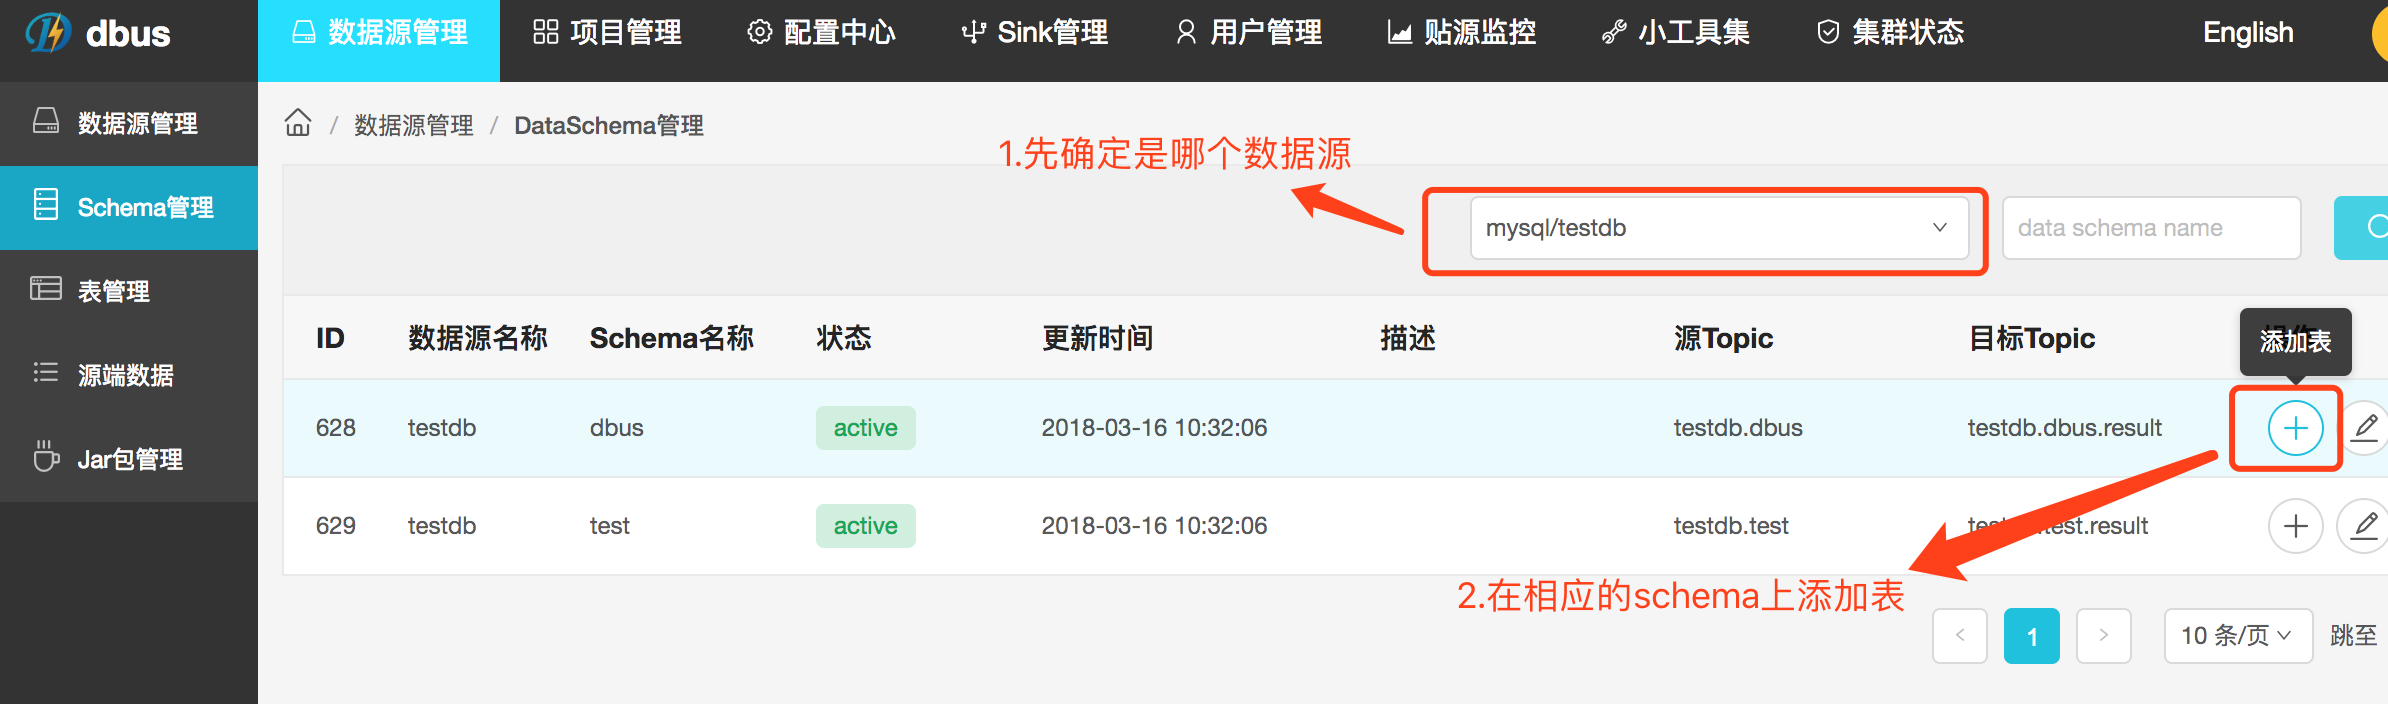 dbus
数据源管理 项目管理 配置中心 Sink管理 用户管理 贴源监控 小工具集 集群状态 English
数据源管理
Schema管理
表管理
源端数据
Jar包管理
/ 数据源管理 / DataSchema管理
1.先确定是哪个数据源
mysql/testdb data schema name
添加表
ID 数据源名称 Schema名称 状态 更新时间 描述 源Topic 目标Topic
628 testdb dbus active 2018-03-16 10:32:06 testdb.dbus testdb.dbus.result
629 testdb test active 2018-03-16 10:32:06 testdb.test testdb.test.result
2.在相应的schema上添加表
< 1 > 10 条/页 跳至